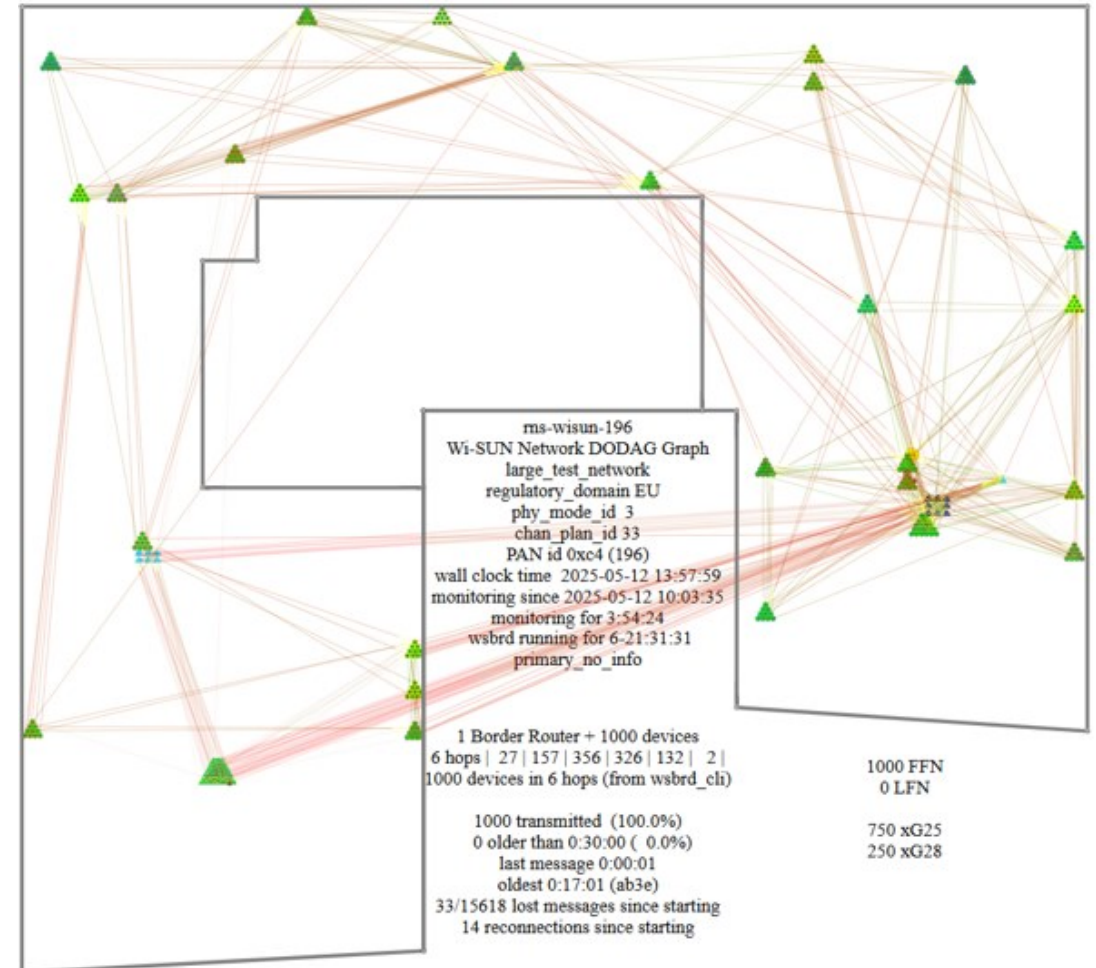 rns-wisun-196
Wi-SUN Network DODAG Graph
large_test_network
regulatory_domain EU
phy_mode_id 3
chan_plan_id 33
PAN id 0xc4 (196)
wall clock time 2025-05-12 13:57:59
monitoring since 2025-05-12 10:03:35
monitoring for 3:54:24
wsbrd running for 6-21:31:31
primary_no_info
1 Border Router + 1000 devices
6 hops | 27 | 157 | 356 | 326 | 132 | 2 |
1000 devices in 6 hops (from wsbrd_cli)
1000 transmitted (100.0%)
0 older than 0:30:00 ( 0.0%)
last message 0:00:01
oldest 0:17:01 (ab3e)
33/15618 lost messages since starting
14 reconnections since starting
1000 FFN
0 LFN
750 xG25
250 xG28